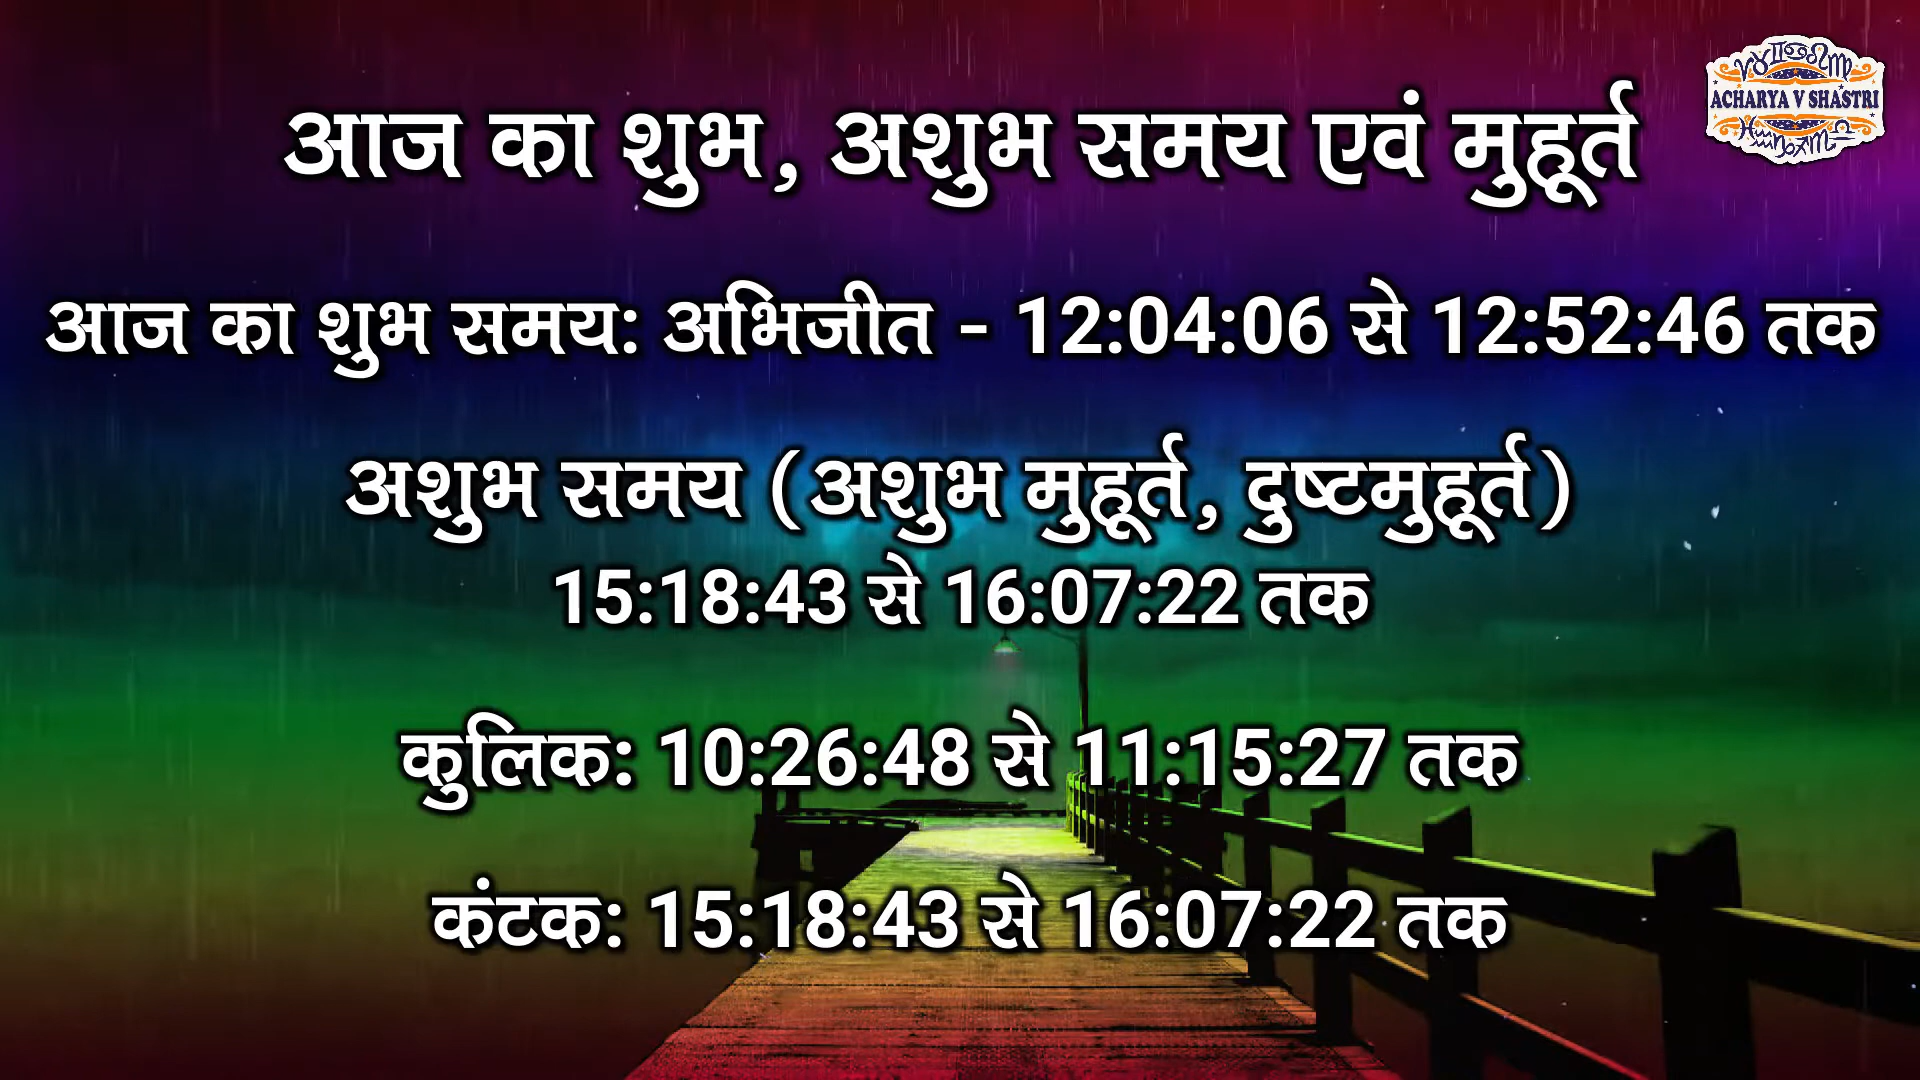 ACHARYA V SHASTRI
आज का शुभ, अशुभ समय एवं मुहूर्त
आज का शुभ समय: अभिजीत - 12:04:06 से 12:52:46 तक
अशुभ समय (अशुभ मुहूर्त, दुष्टमुहूर्त)
15:18:43 से 16:07:22 तक
कुलिक: 10:26:48 से 11:15:27 तक
कंटक: 15:18:43 से 16:07:22 तक